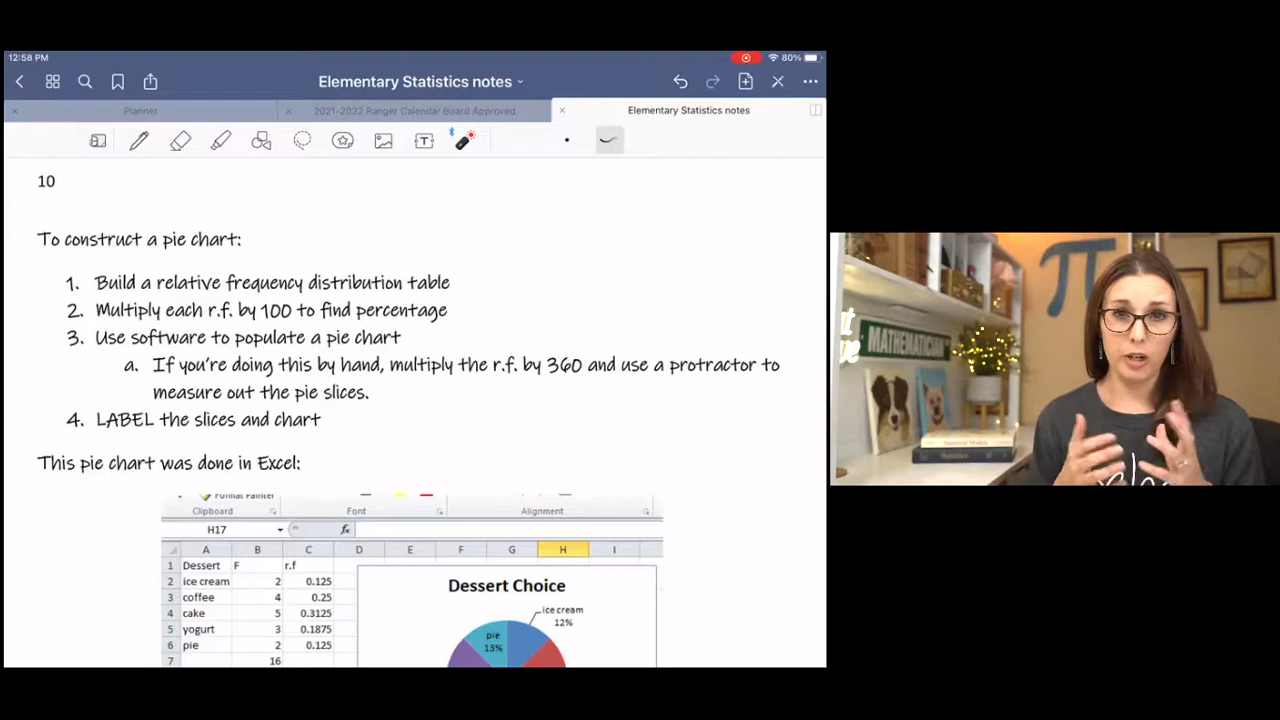 12:58 PM
80%
Elementary Statistics notes
Planner
2021-2022 Ranger Calendar Board Approved
Elementary Statistics notes
T
10
To construct a pie chart:
1. Build a relative frequency distribution table
2. Multiply each r.f. by 100 to find percentage
3. Use software to populate a pie chart
a. If you're doing this by hand, multiply the r.f. by 360 and use a protractor to
measure out the pie slices.
4. LABEL the slices and chart
This pie chart was done in Excel:
Format Painter
Clipboard Font Alignment
H17 fx
A B C D E F G H I
1 Dessert F r.f
2 ice cream 2 0.125
3 coffee 4 0.25
4 cake 5 0.3125
5 yogurt 3 0.1875
6 pie 2 0.125
7 16
Dessert Choice
ice cream
12%
pie
13%
MATHEMATICIAN